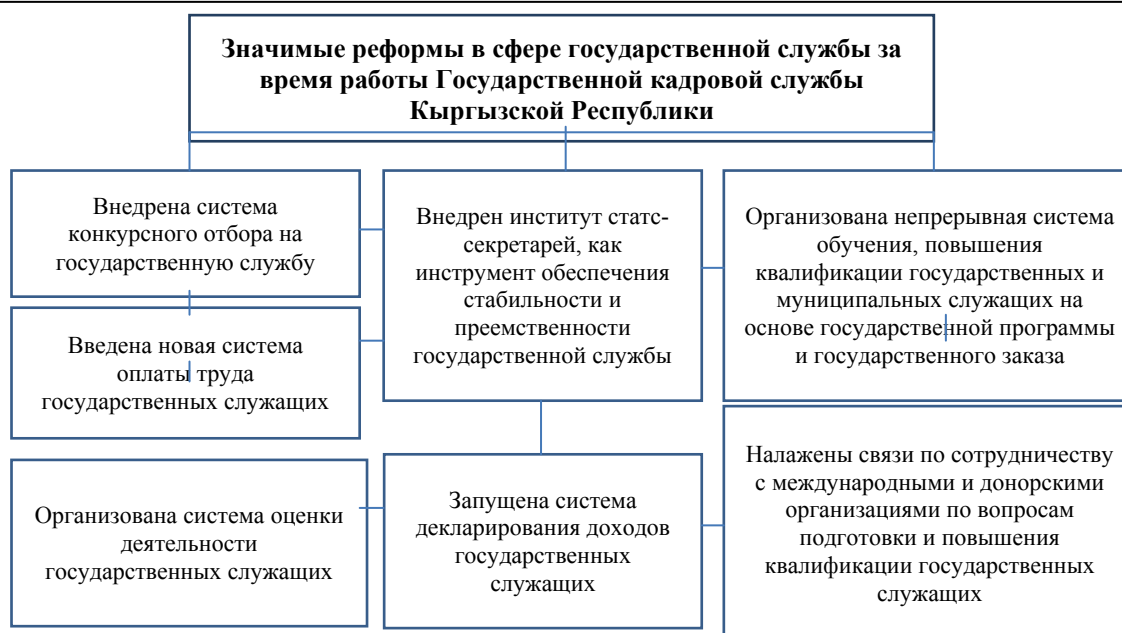 Значимые реформы в сфере государственной службы за
время работы Государственной кадровой службы
Кыргызской Республики
Внедрена система
конкурсного отбора на
государственную службу
Внедрен институт статс-
секретарей, как
инструмент обеспечения
стабильности и
преемственности
государственной службы
Организована непрерывная система
обучения, повышения
квалификации государственных и
муниципальных служащих на
основе государственной программы
и государственного заказа
Введена новая система
оплаты труда
государственных служащих
Организована система оценки
деятельности
государственных служащих
Запущена система
декларирования доходов
государственных
служащих
Налажены связи по сотрудничеству
с международными и донорскими
организациями по вопросам
подготовки и повышения
квалификации государственных
служащих